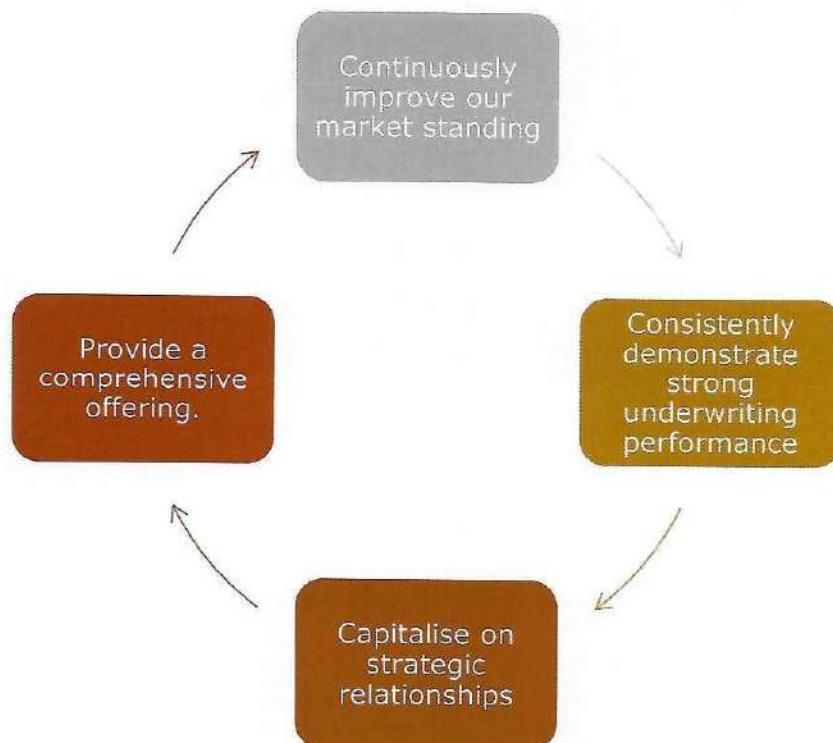 Continuously
improve our
market standing
Consistently
demonstrate
strong
underwriting
performance
Capitalise on
strategic
relationships
Provide a
comprehensive
offering.